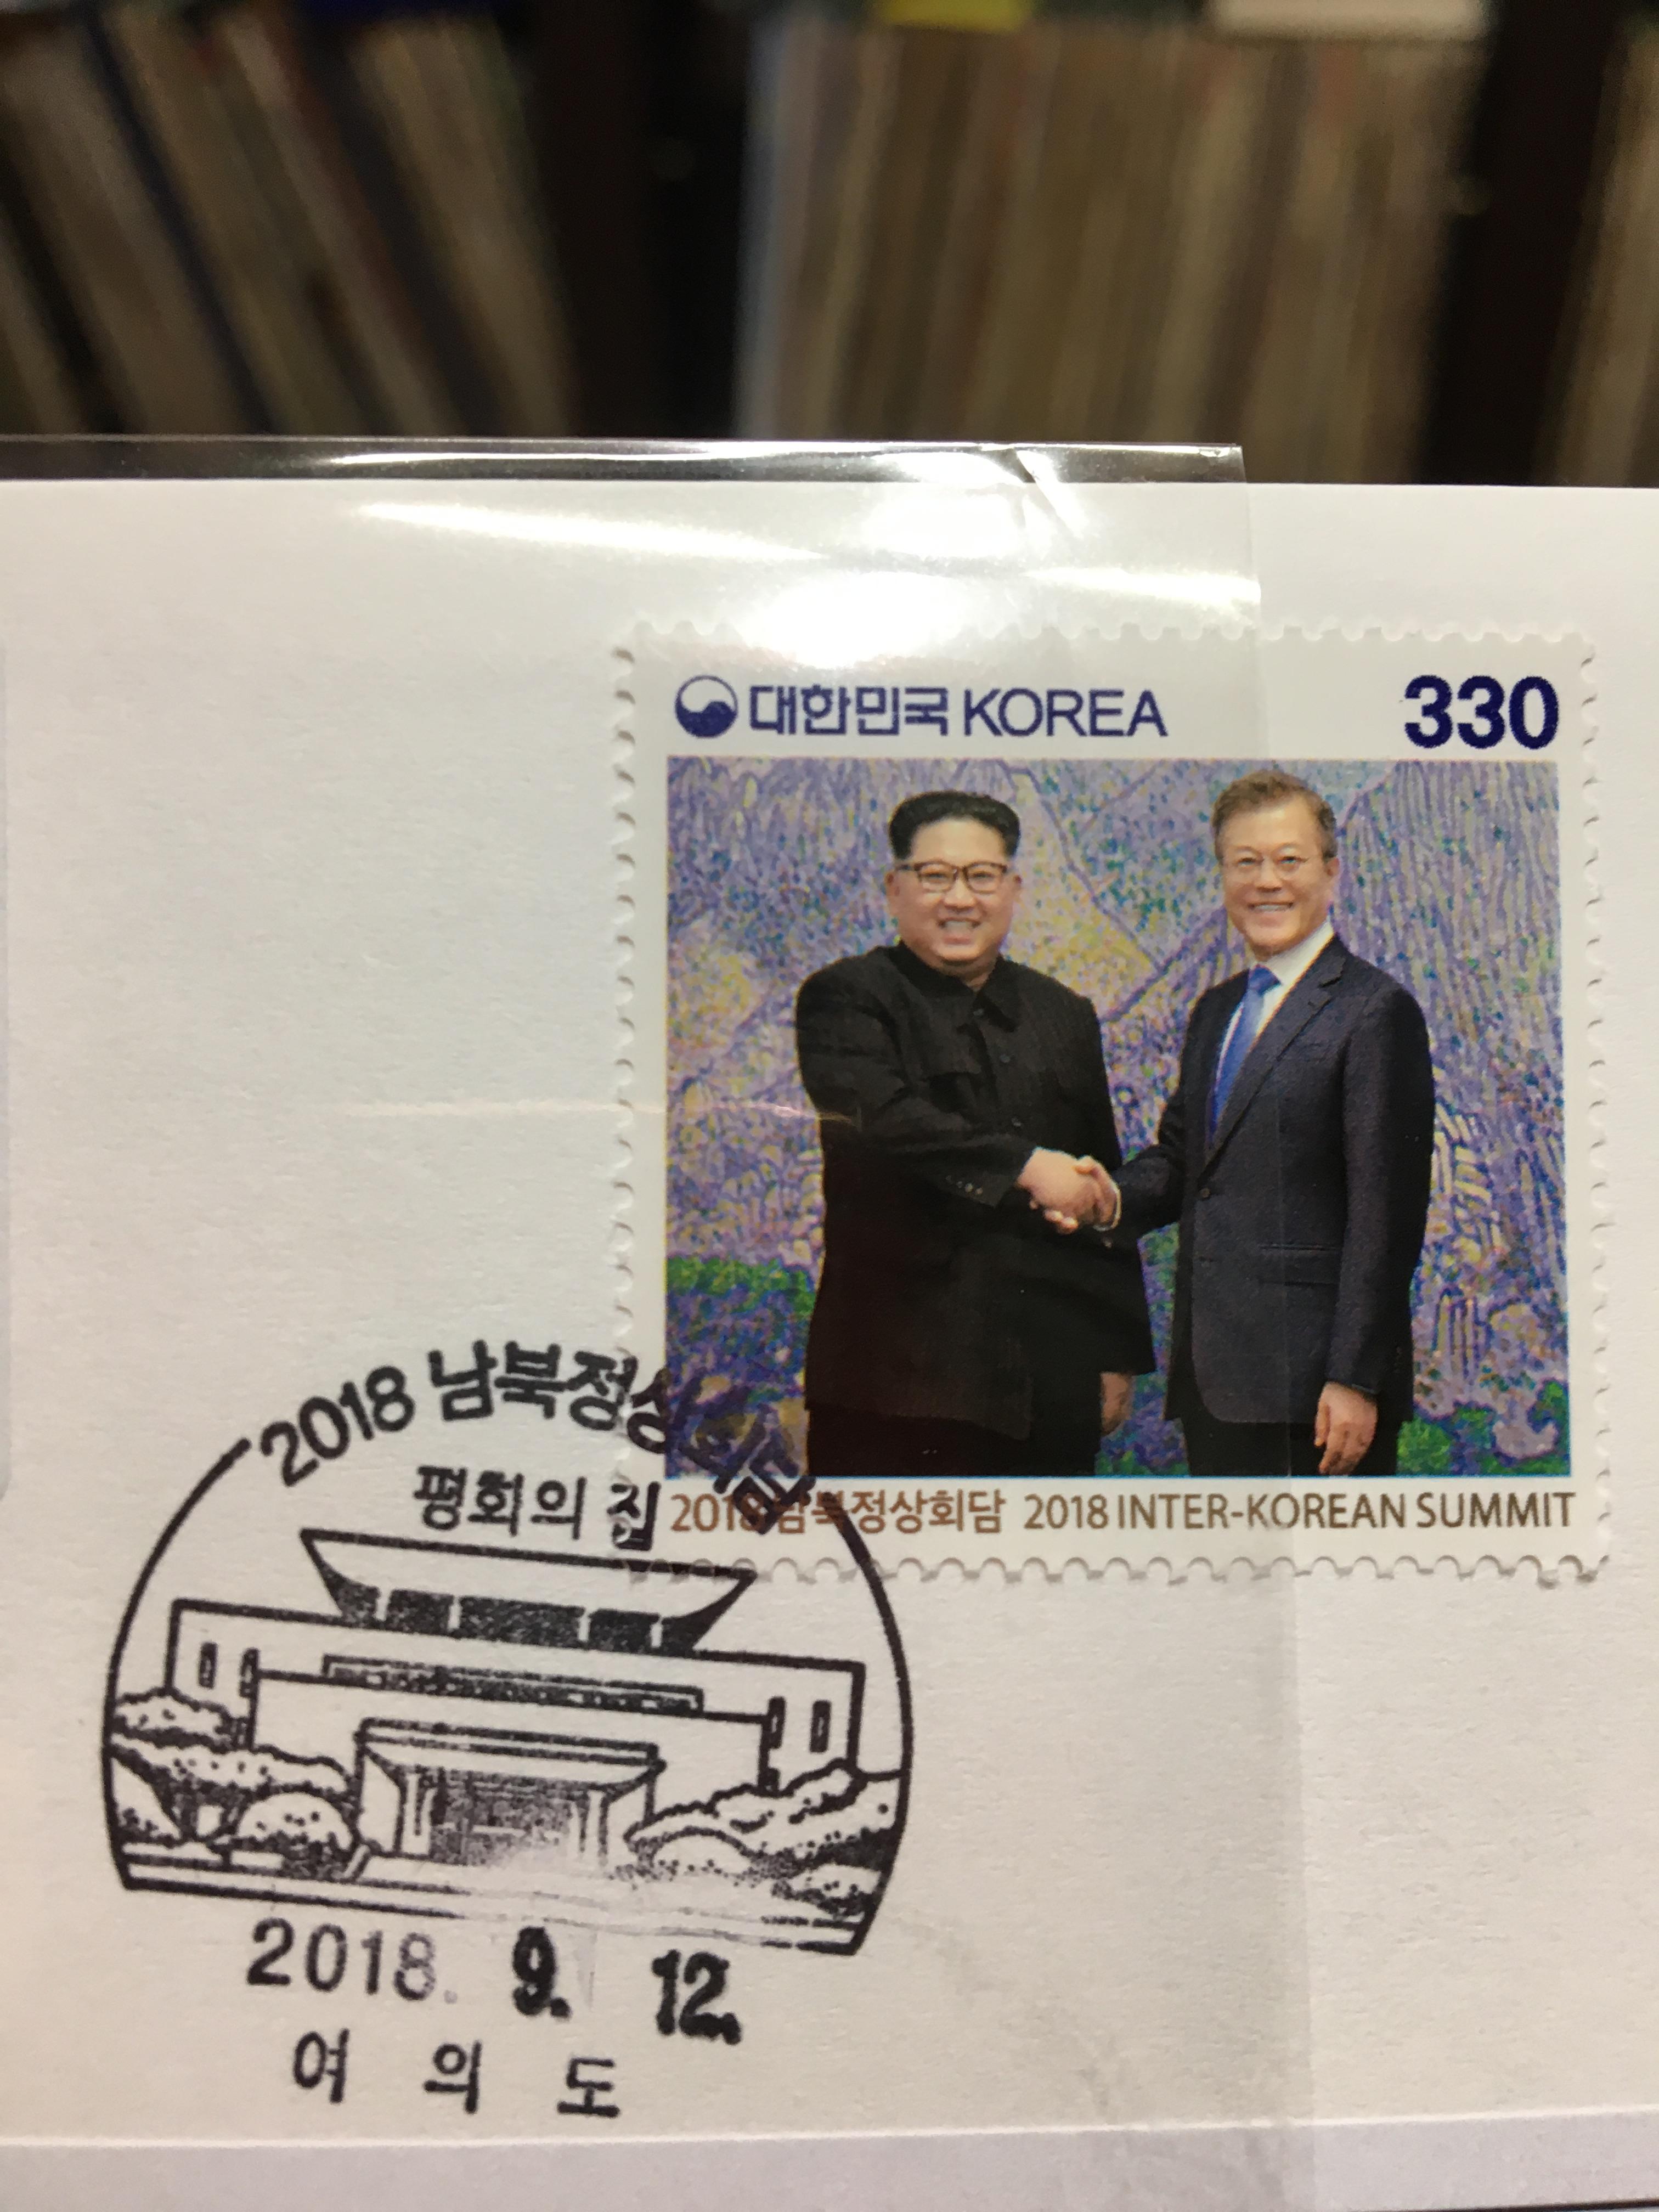 대한민국 KOREA
330
2018 남북정상회담 2018 INTER-KOREAN SUMMIT
2018 남북정상회담
평화의 집
2018. 9. 12.
여의도